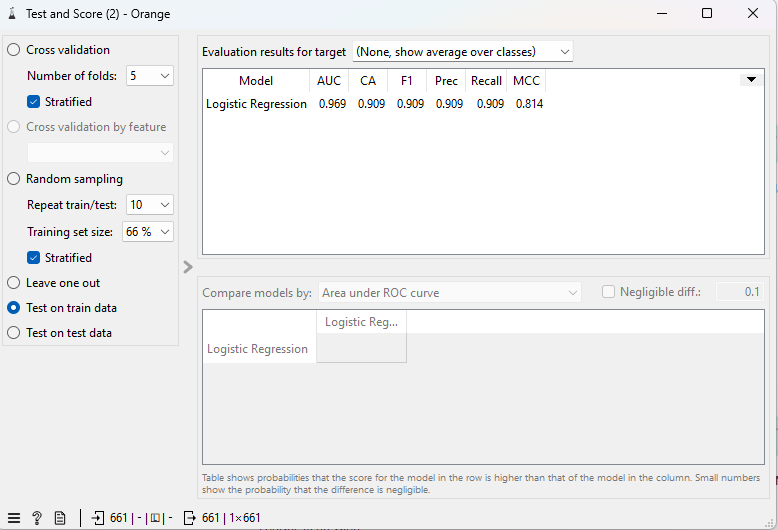 Test and Score (2) - Orange
Cross validation
Number of folds: 5
Stratified
Cross validation by feature
Random sampling
Repeat train/test: 10
Training set size: 66 %
Stratified
Leave one out
Test on train data
Test on test data
Evaluation results for target (None, show average over classes)
Model AUC CA F1 Prec Recall MCC
Logistic Regression 0.969 0.909 0.909 0.909 0.909 0.814
Compare models by: Area under ROC curve Negligible diff.: 0.1
Logistic Reg...
Logistic Regression
Table shows probabilities that the score for the model in the row is higher than that of the model in the column. Small numbers
show the probability that the difference is negligible.
661 | - | - 661 | 1×661